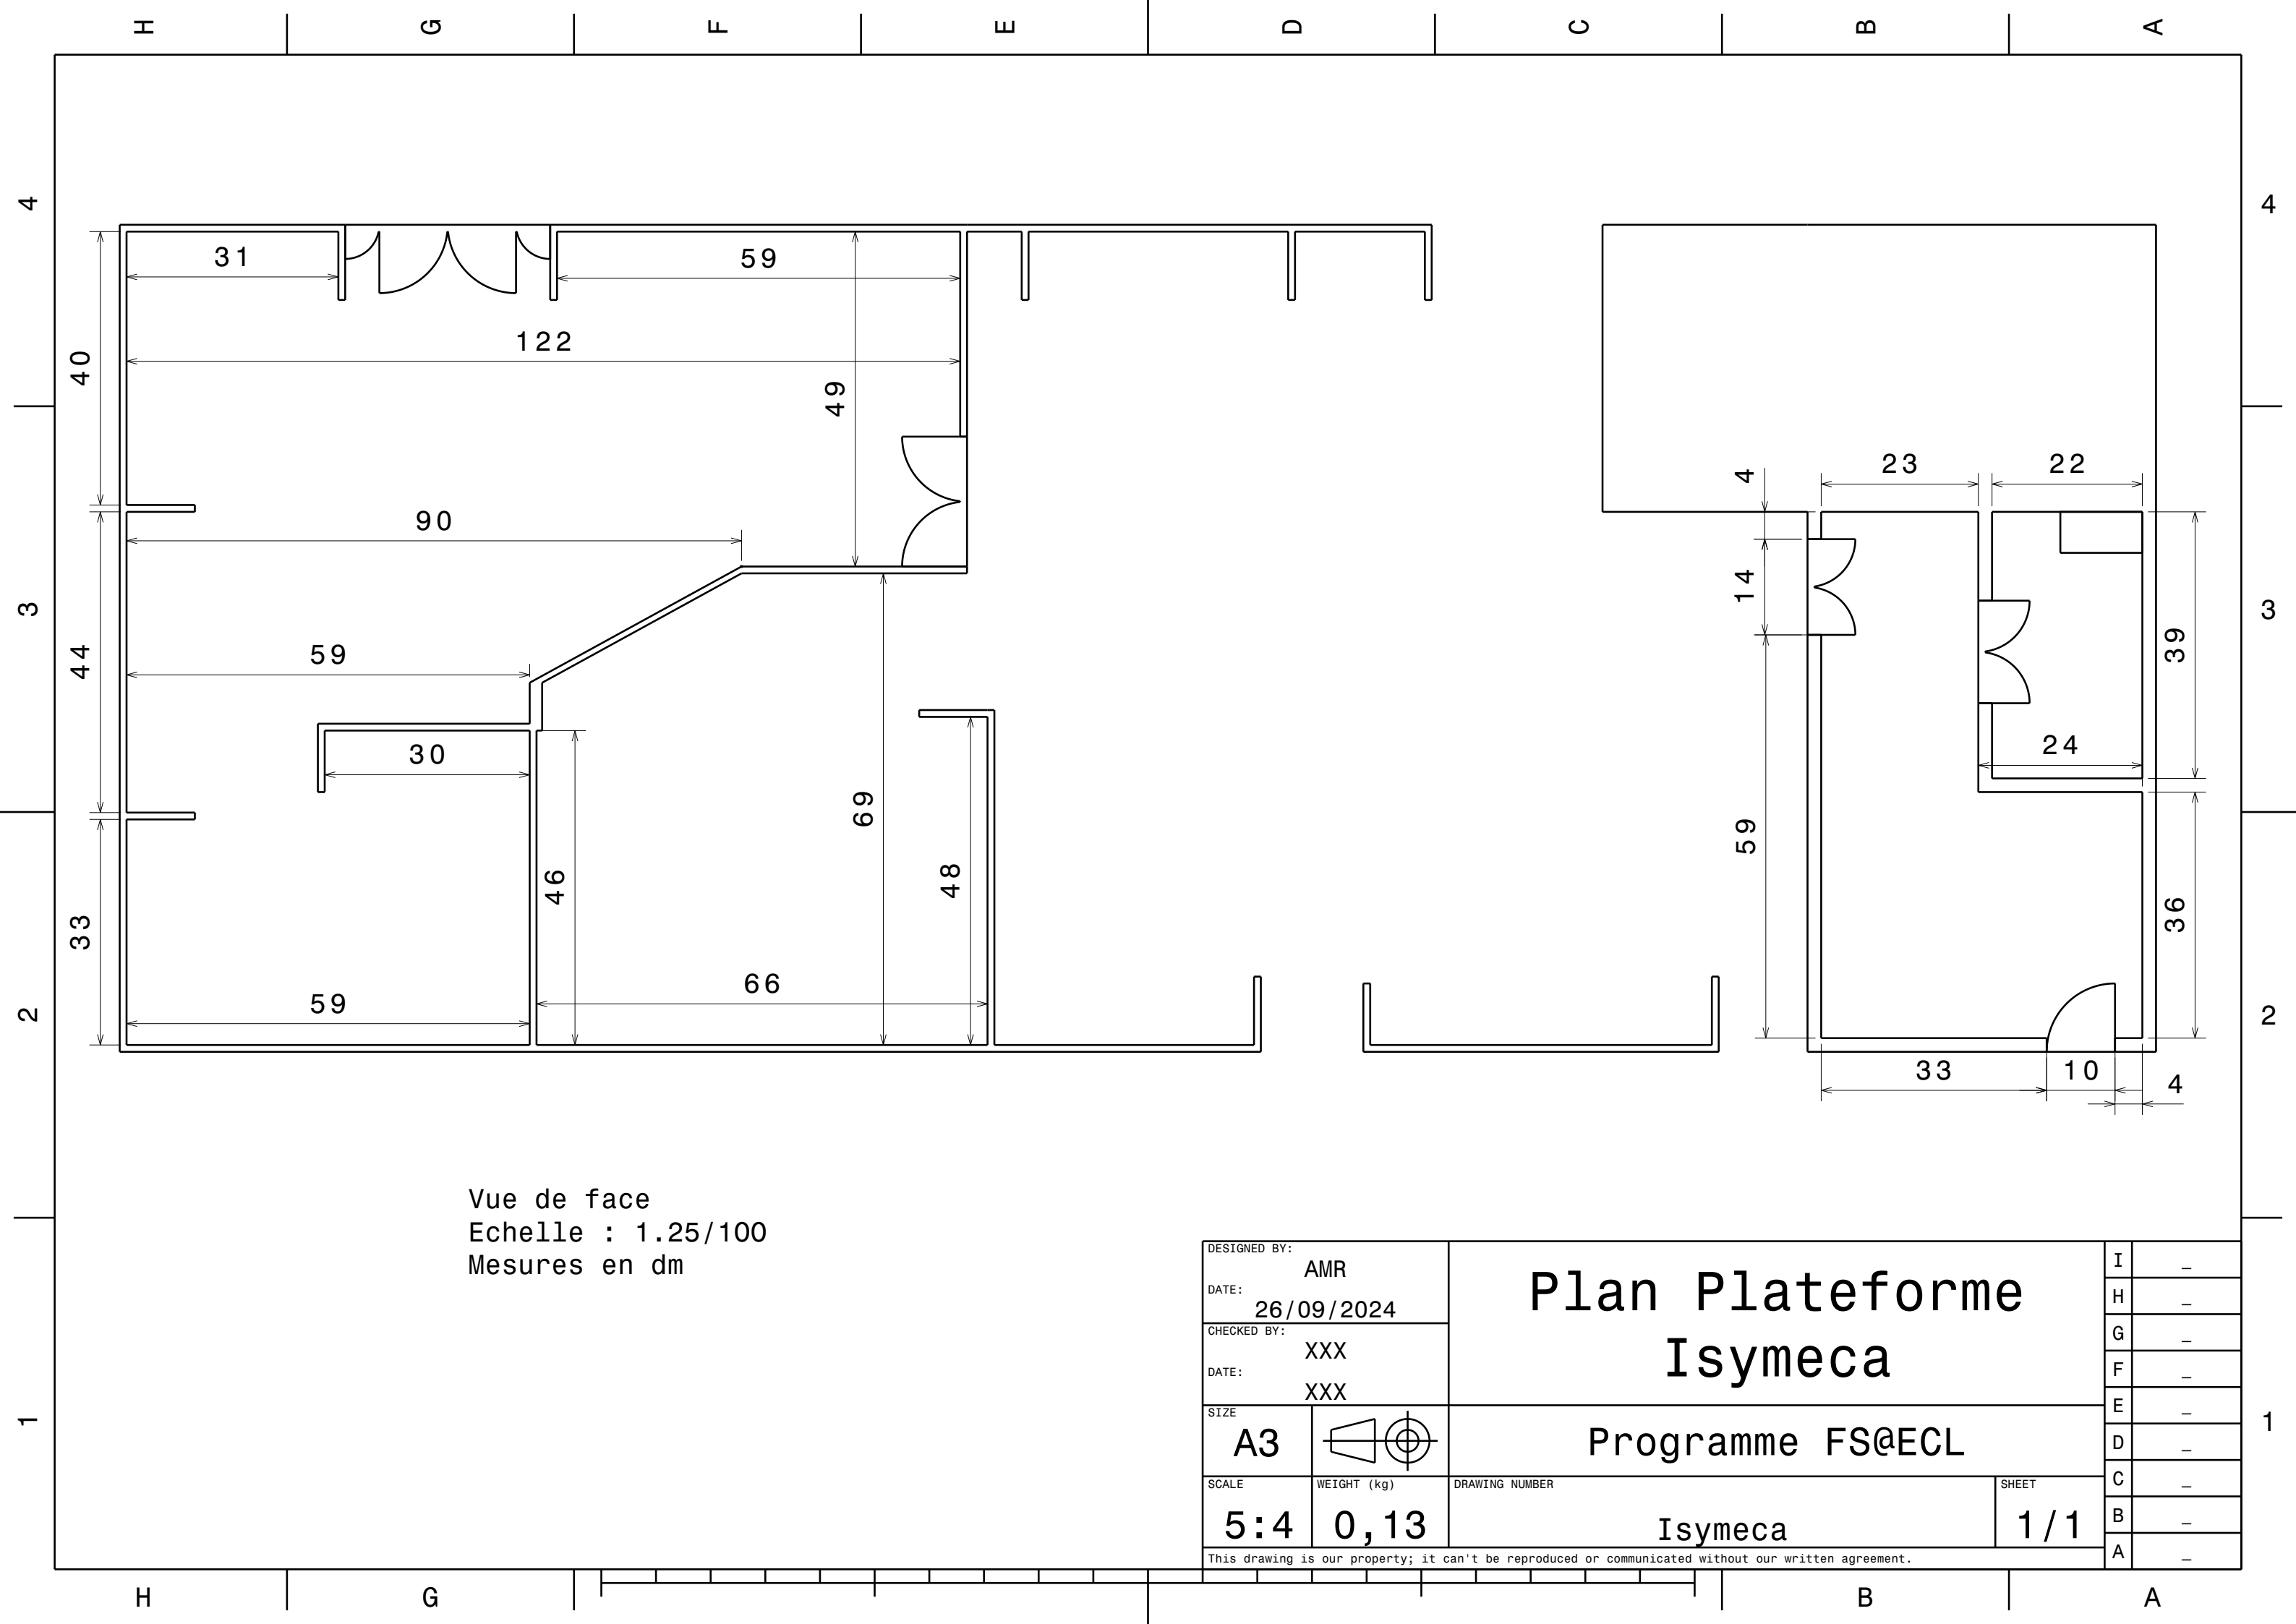 H G F E D C B A
4 4
31 59
122
40 49
90
4 23 22
14
3 3
44 59 39
30 24
69
46 48 59
33 36
2 2
59 66
33 10 4
Vue de face
Echelle : 1.25/100
Mesures en dm
DESIGNED BY:
AMR
DATE:
26/09/2024
CHECKED BY:
XXX
DATE:
XXX
Plan Plateforme
Isymeca
SIZE
A3
Programme FS@ECL
SCALE
5:4
WEIGHT (kg)
0,13
DRAWING NUMBER
Isymeca
SHEET
1/1
This drawing is our property; it can't be reproduced or communicated without our written agreement.
I _
H _
G _
F _
E _
D _
C _
B _
A _
1 1
H G B A